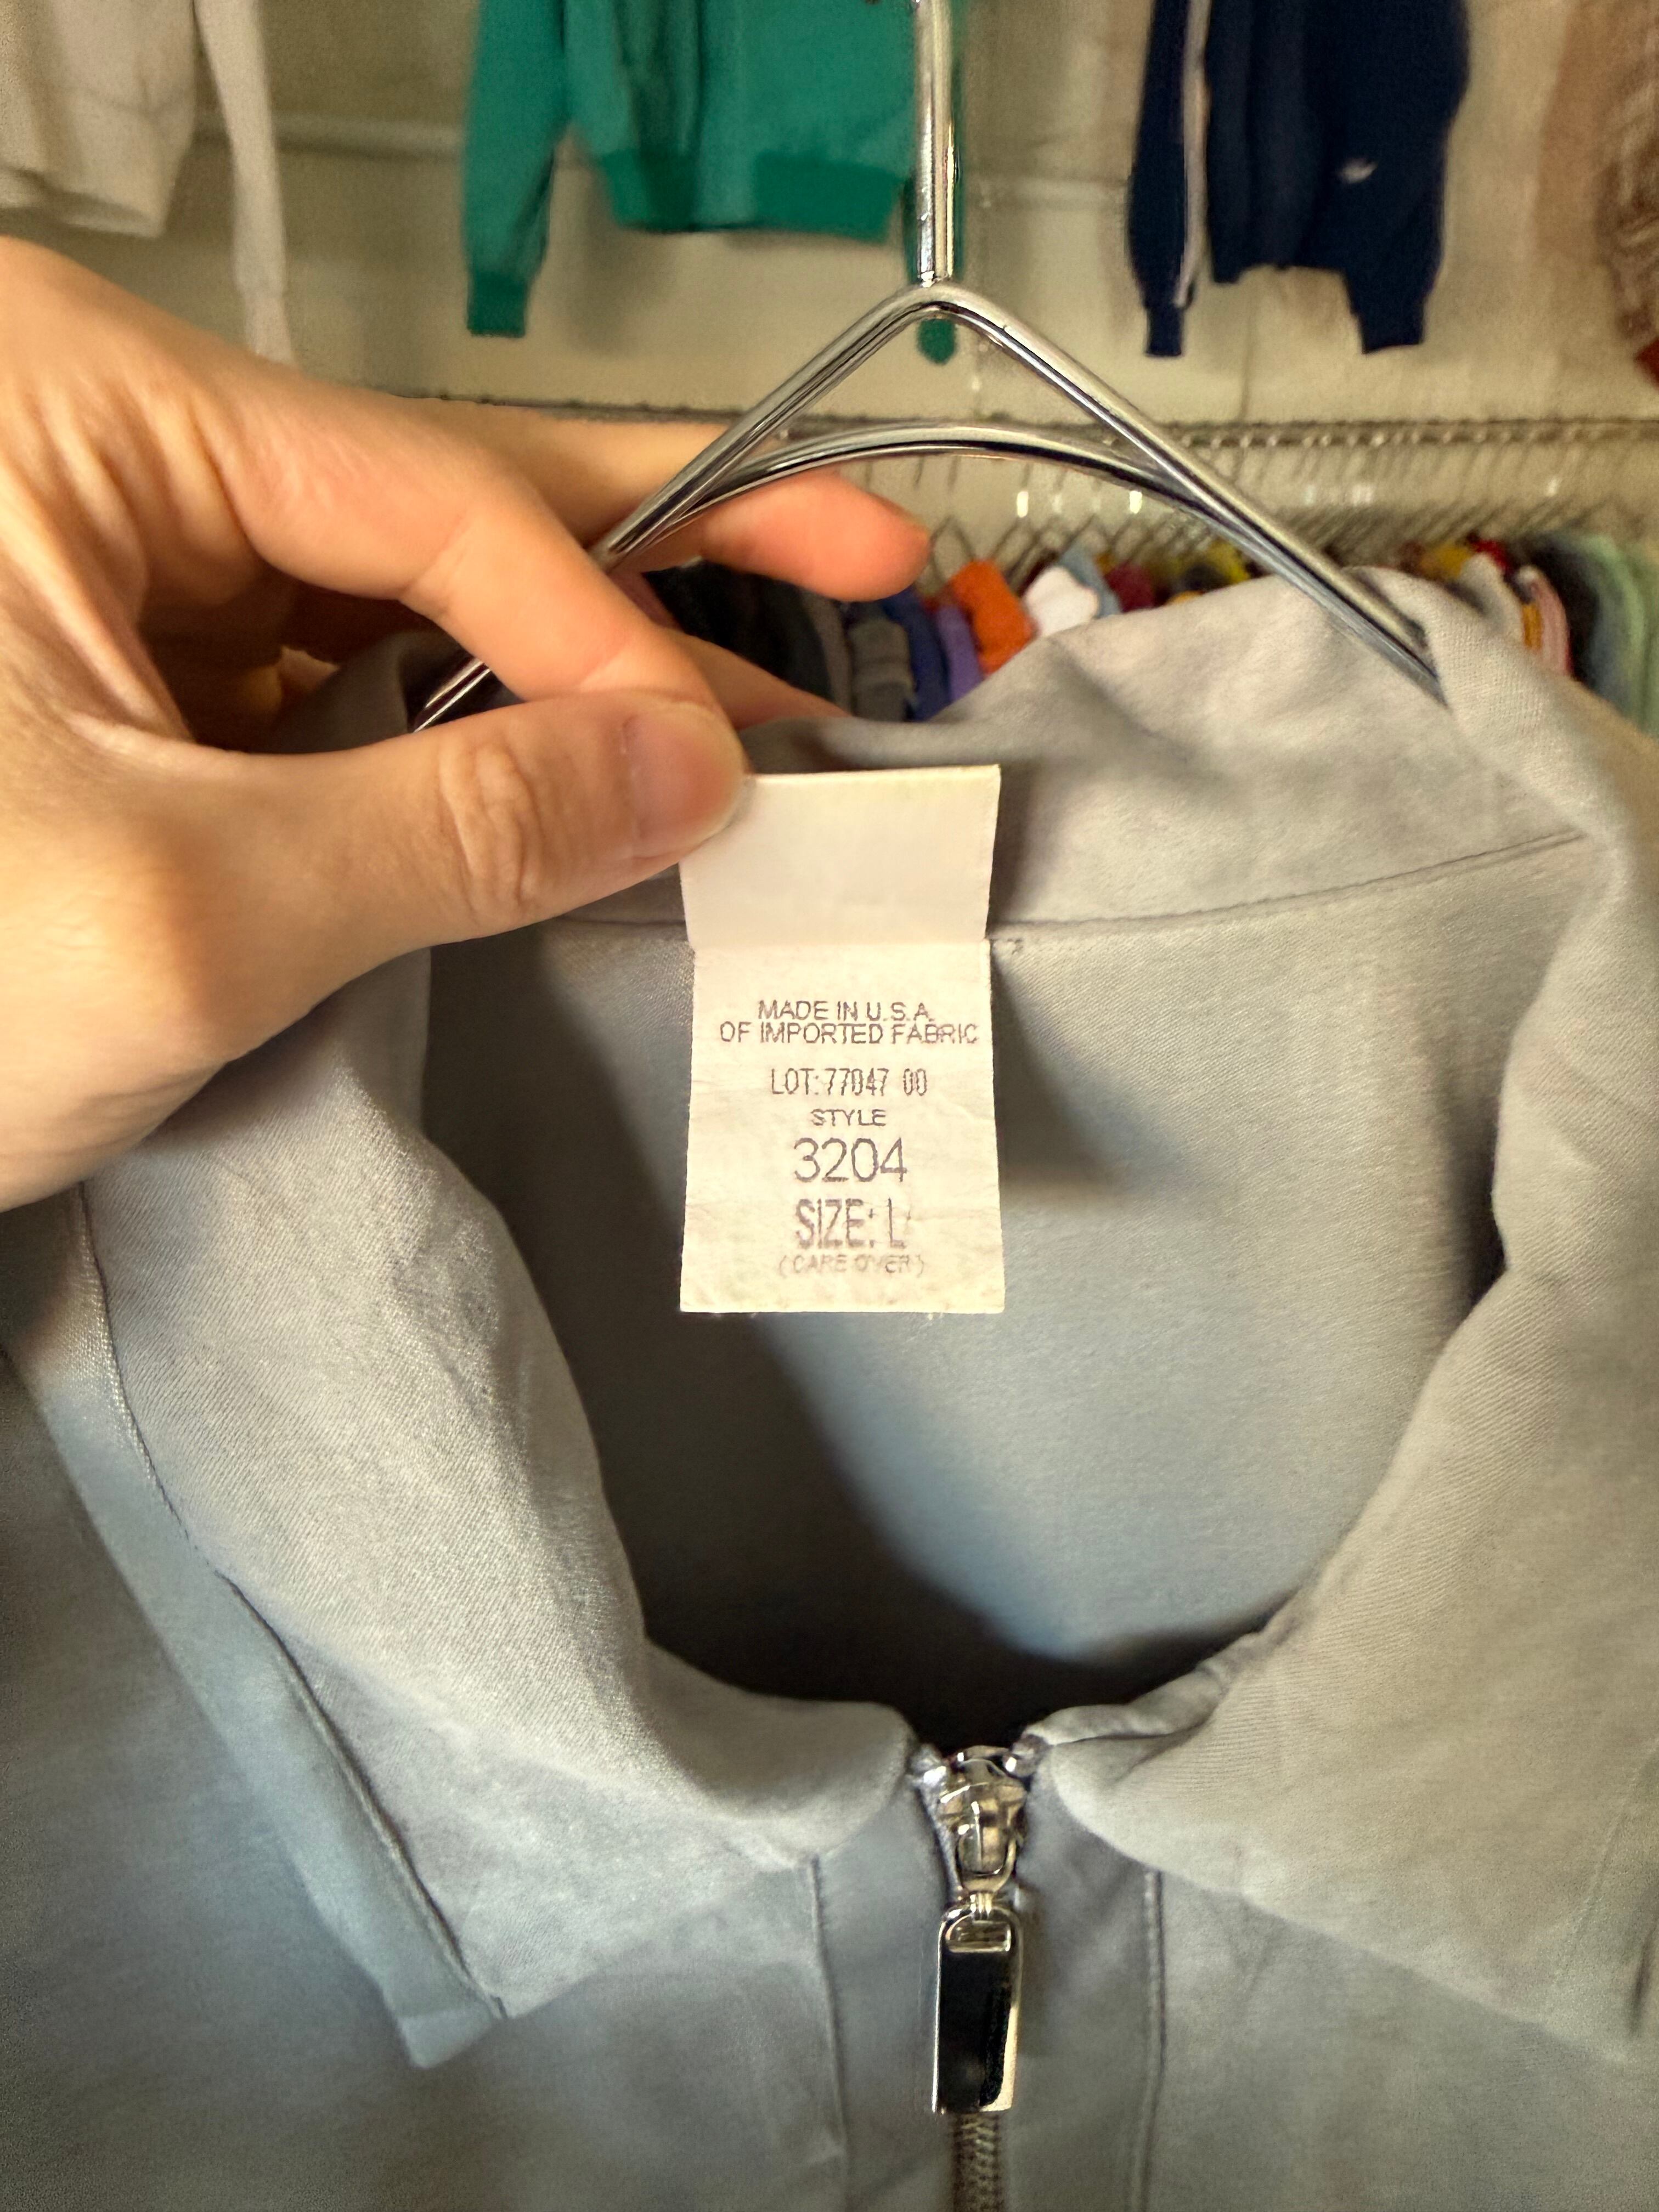 MADE IN U.S.A.
OF IMPORTED FABRIC
LOT: 77047 00
STYLE
3204
SIZE: L
(CARE OVER)